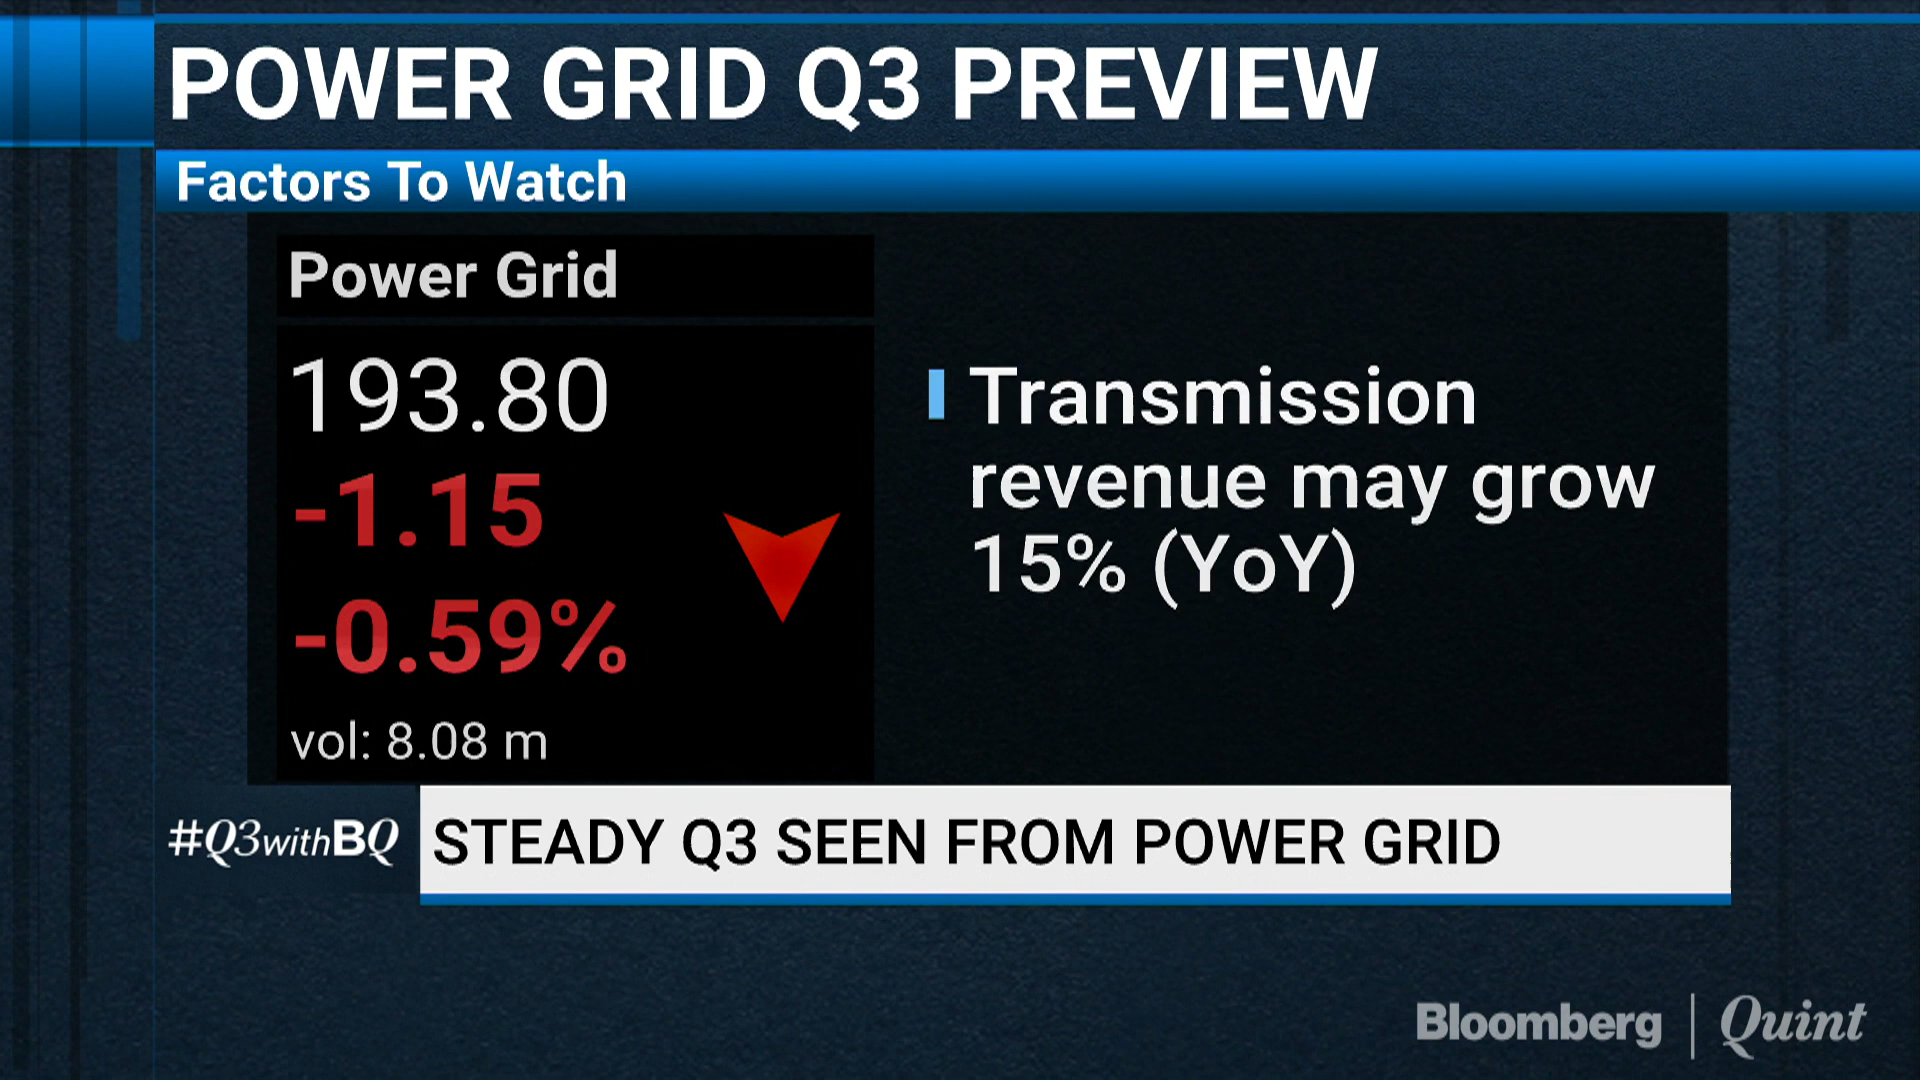 POWER GRID Q3 PREVIEW
Factors To Watch
Power Grid
193.80
-1.15
-0.59%
vol: 8.08 m
Transmission
revenue may grow
15% (YoY)
#Q3withBQ
STEADY Q3 SEEN FROM POWER GRID
Bloomberg | Quint